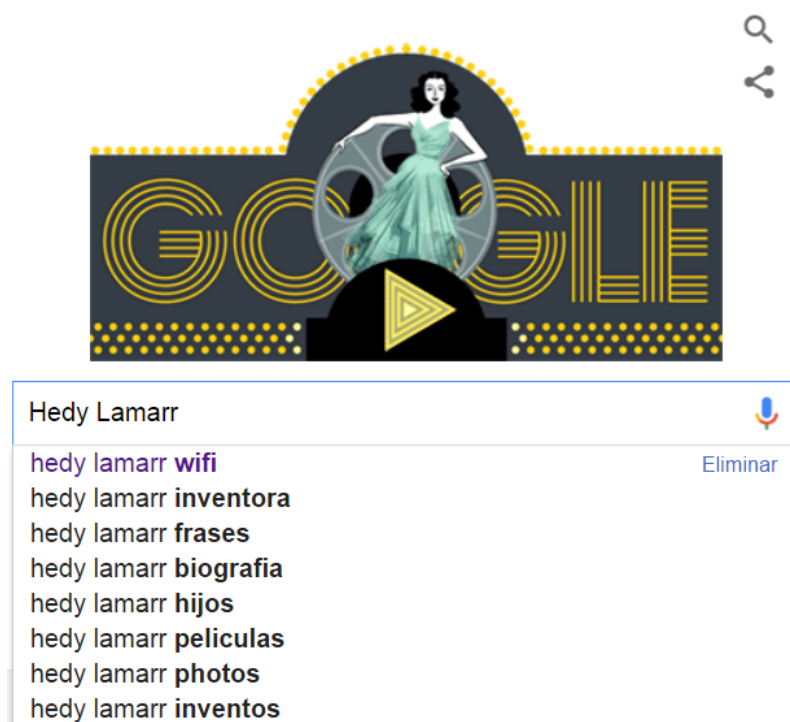 GOOGLE
Hedy Lamarr
hedy lamarr wifi Eliminar
hedy lamarr inventora
hedy lamarr frases
hedy lamarr biografia
hedy lamarr hijos
hedy lamarr peliculas
hedy lamarr photos
hedy lamarr inventos